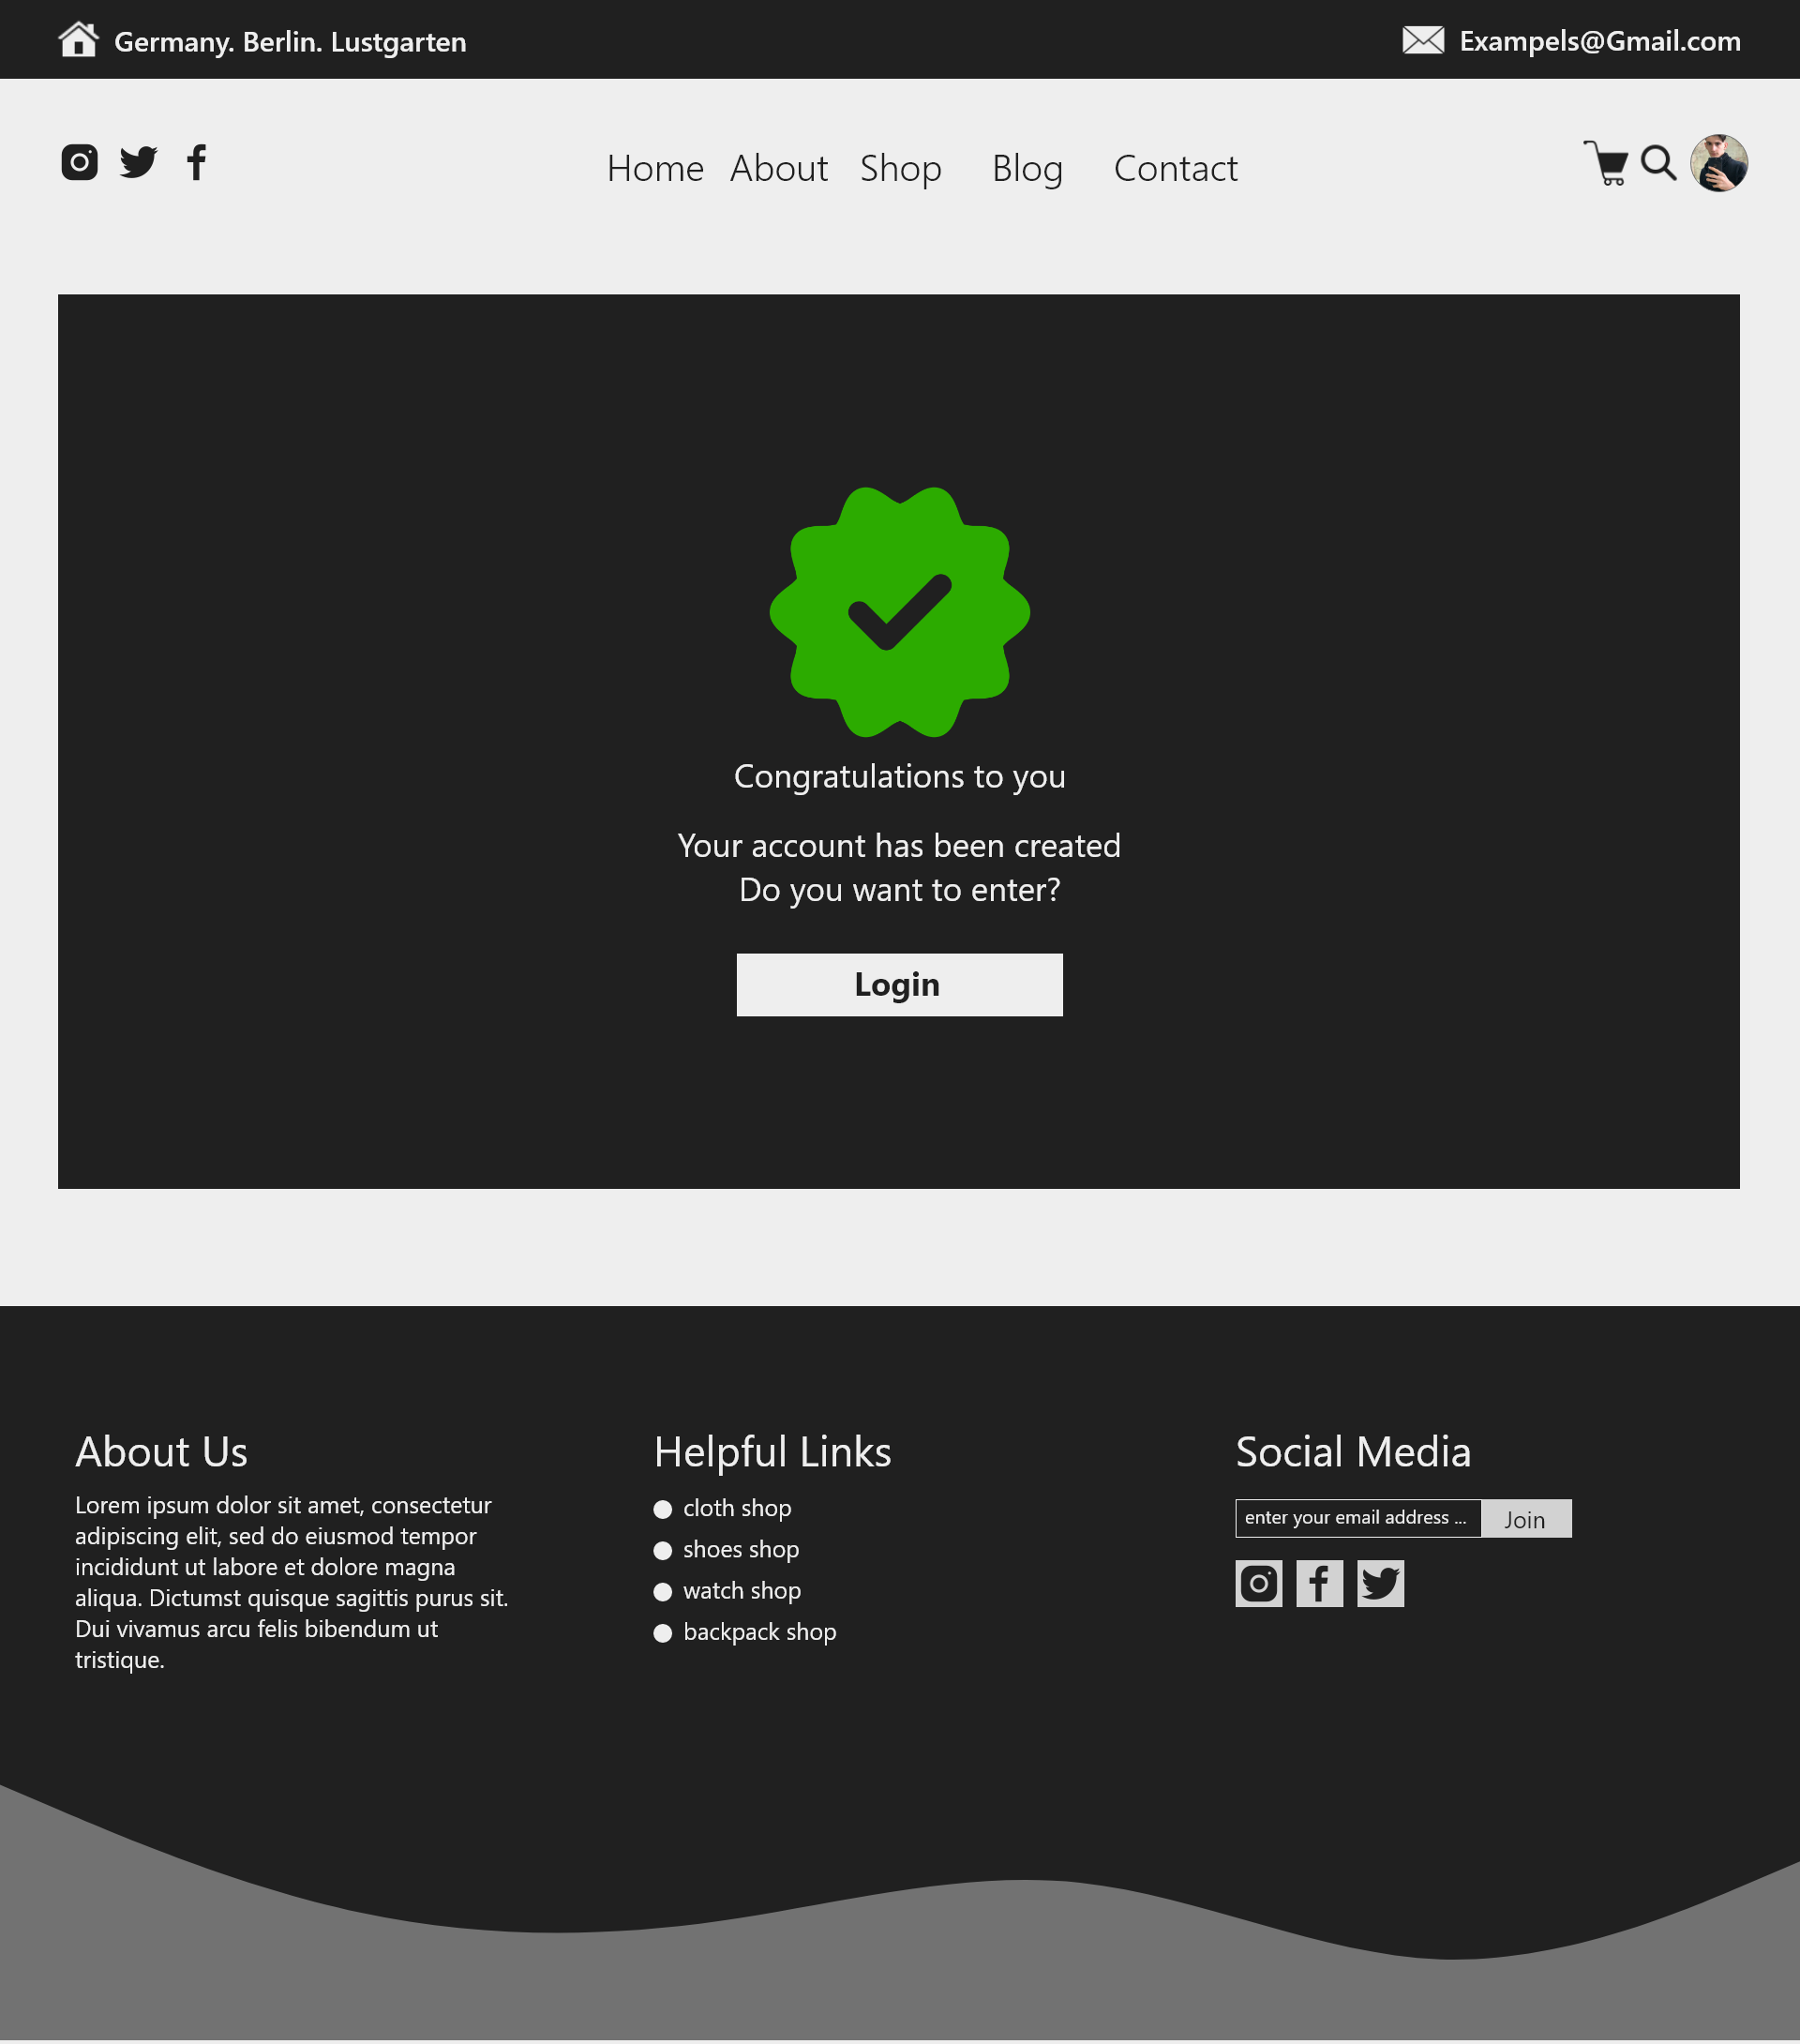 Germany. Berlin. Lustgarten
Exampels@Gmail.com
Home About Shop Blog Contact
Congratulations to you
Your account has been created
Do you want to enter?
Login
About Us
Lorem ipsum dolor sit amet, consectetur
adipiscing elit, sed do eiusmod tempor
incididunt ut labore et dolore magna
aliqua. Dictumst quisque sagittis purus sit.
Dui vivamus arcu felis bibendum ut
tristique.
Helpful Links
cloth shop
shoes shop
watch shop
backpack shop
Social Media
enter your email address ...
Join